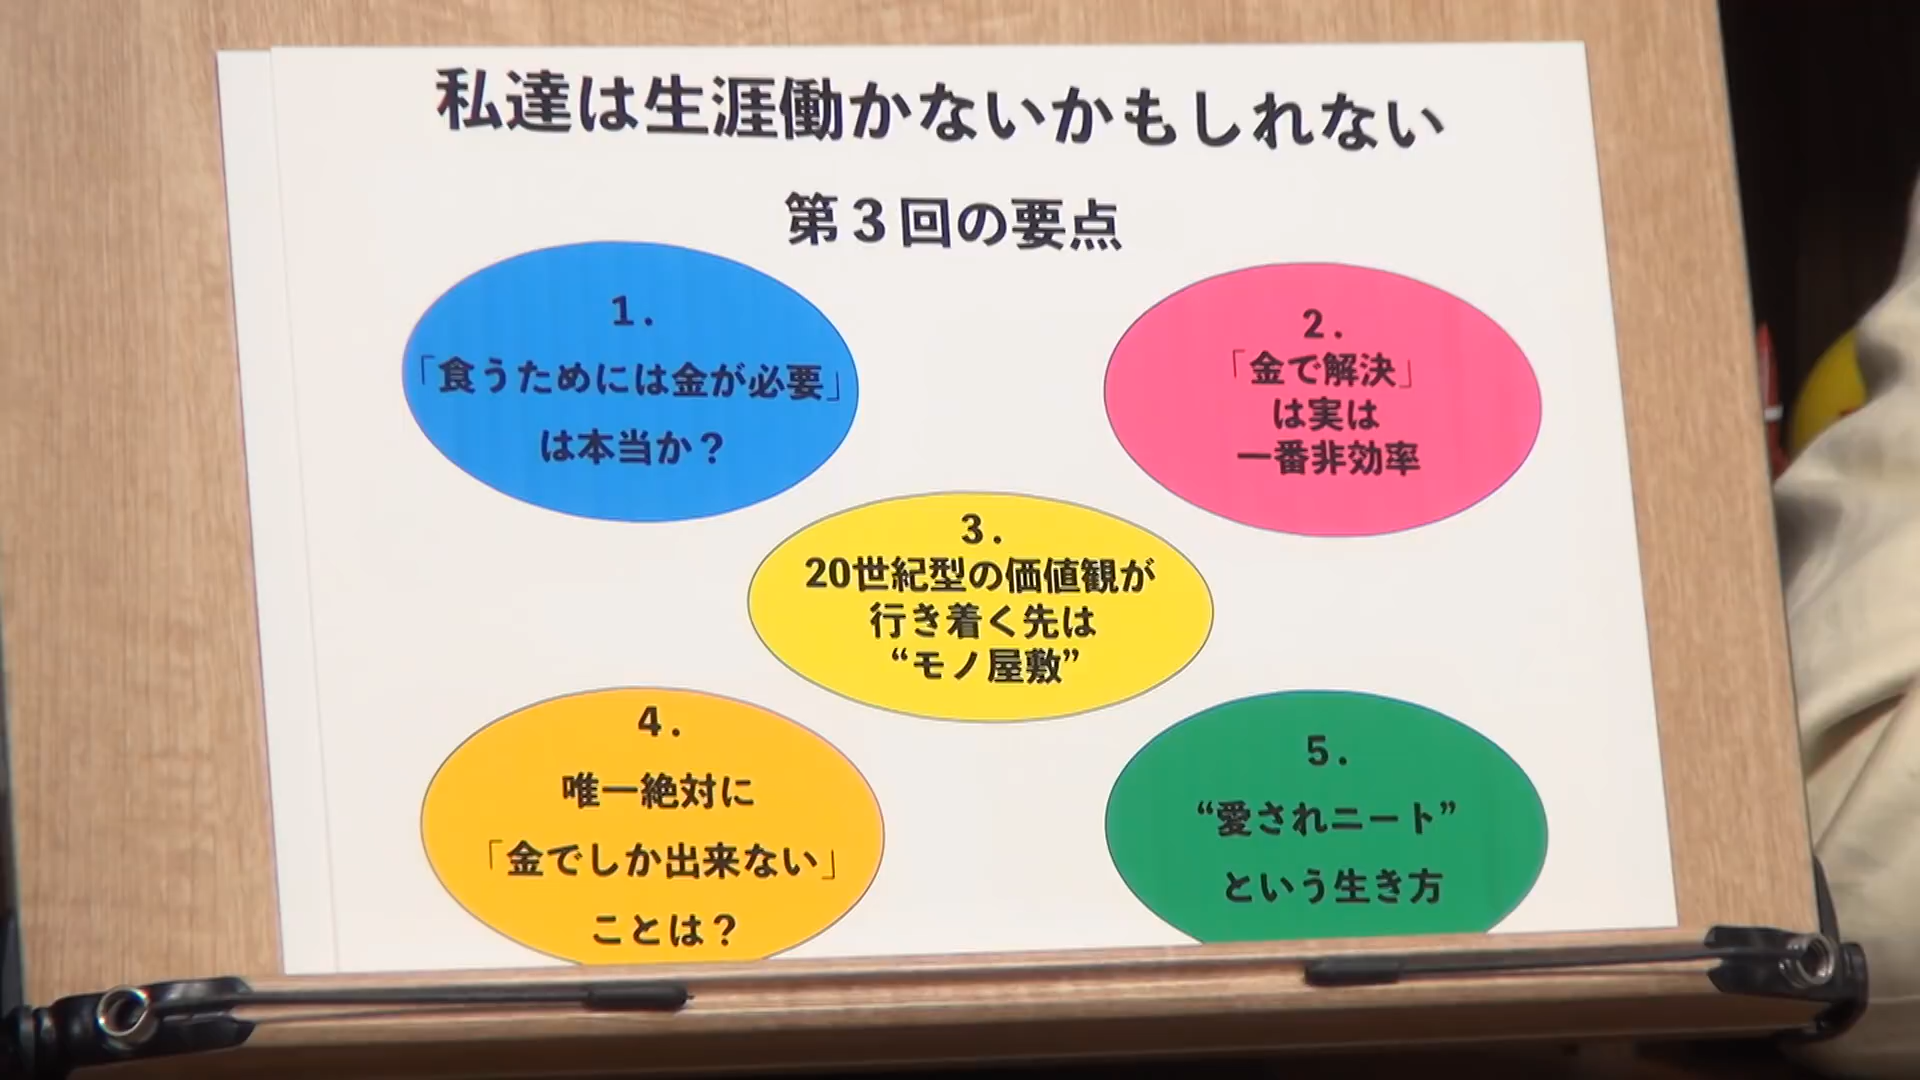 私達は生涯働かないかもしれない
第3回の要点
1.
「食うためには金が必要」
は本当か?
2.
「金で解決」
は実は
一番非効率
3.
20世紀型の価値観が
行き着く先は
“モノ屋敷”
4.
唯一絶対に
「金でしか出来ない」
ことは?
5.
“愛されニート”
という生き方